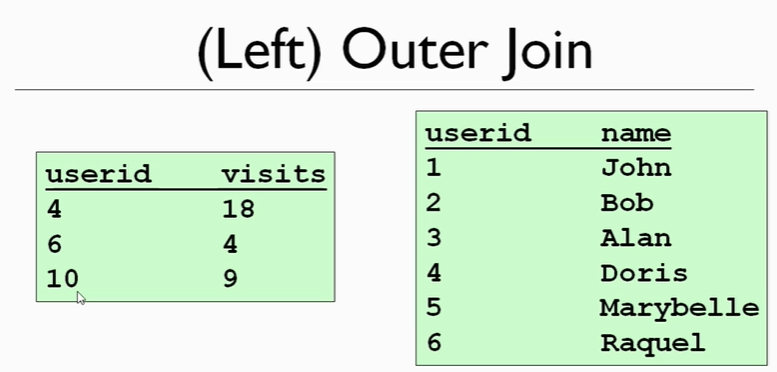 (Left) Outer Join
userid visits
4 18
6 4
10 9
userid name
1 John
2 Bob
3 Alan
4 Doris
5 Marybelle
6 Raquel